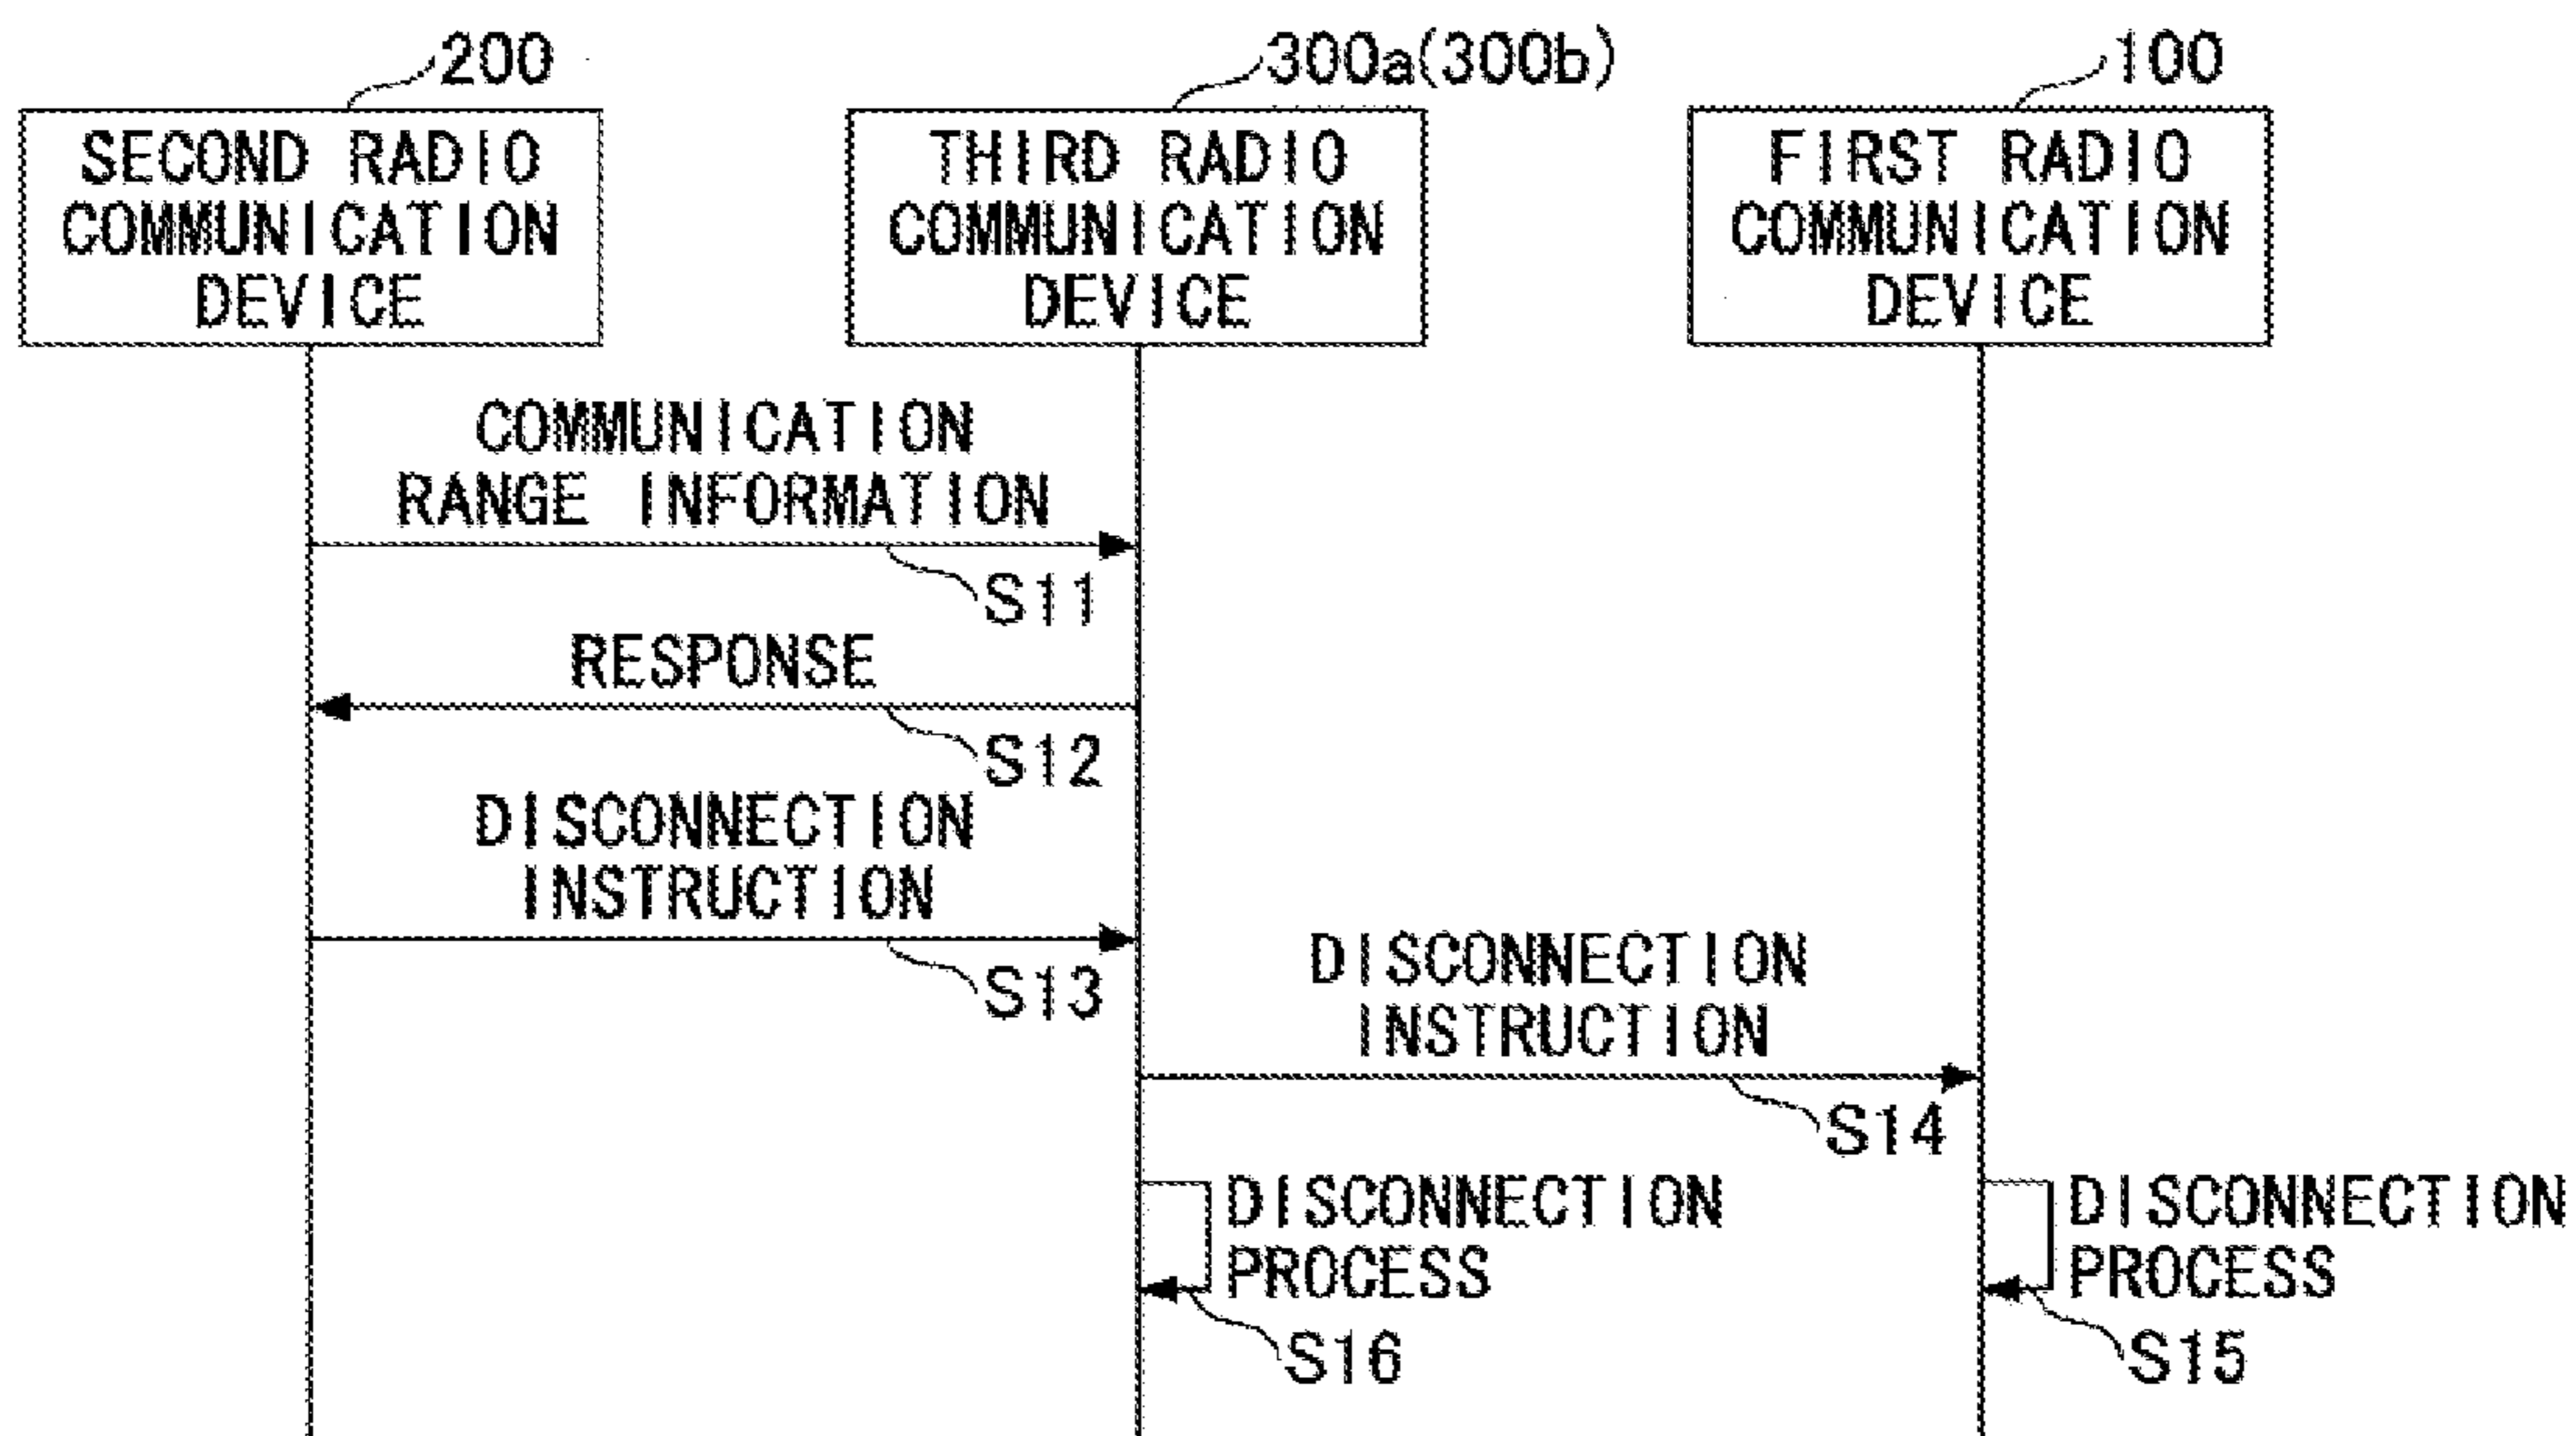 200
300a(300b)
100
SECOND RADIO
COMMUNICATION
DEVICE
THIRD RADIO
COMMUNICATION
DEVICE
FIRST RADIO
COMMUNICATION
DEVICE
COMMUNICATION
RANGE INFORMATION
S11
RESPONSE
S12
DISCONNECTION
INSTRUCTION
S13
DISCONNECTION
INSTRUCTION
S14
DISCONNECTION
PROCESS
S16
DISCONNECTION
PROCESS
S15